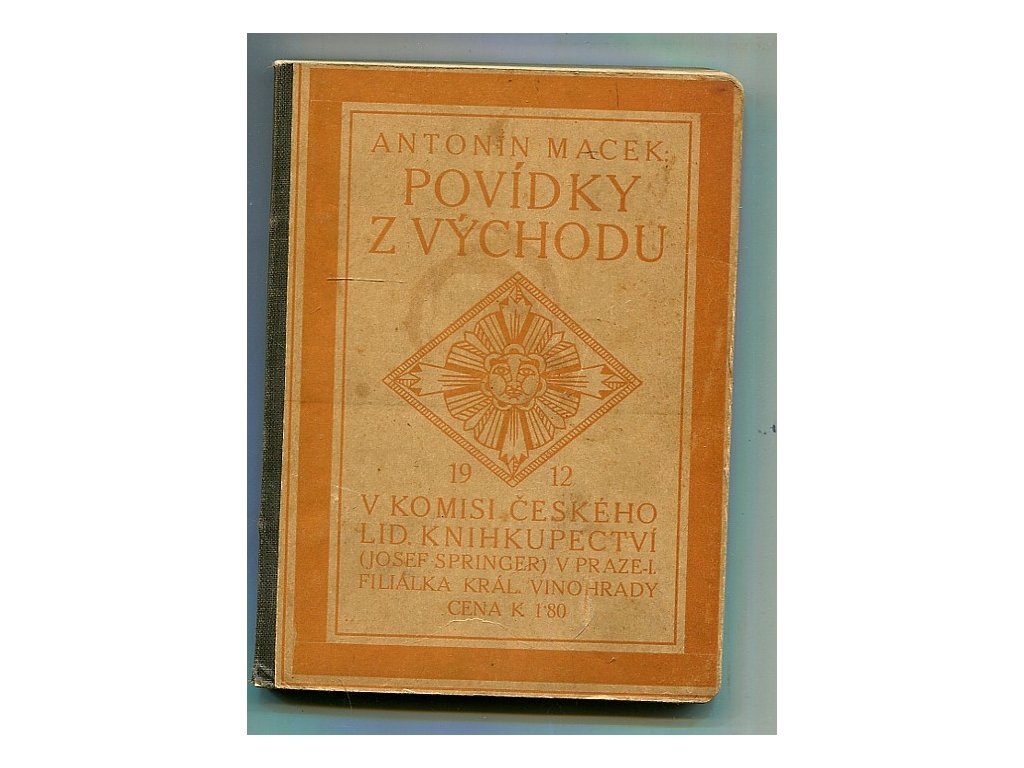 ANTONÍN MACEK:
POVÍDKY
Z VÝCHODU
19 12
V KOMISI ČESKÉHO
LID. KNIHKUPECTVÍ
(JOSEF SPRINGER) V PRAZE-I.
FILIÁLKA KRÁL. VINOHRADY
CENA K 1·80